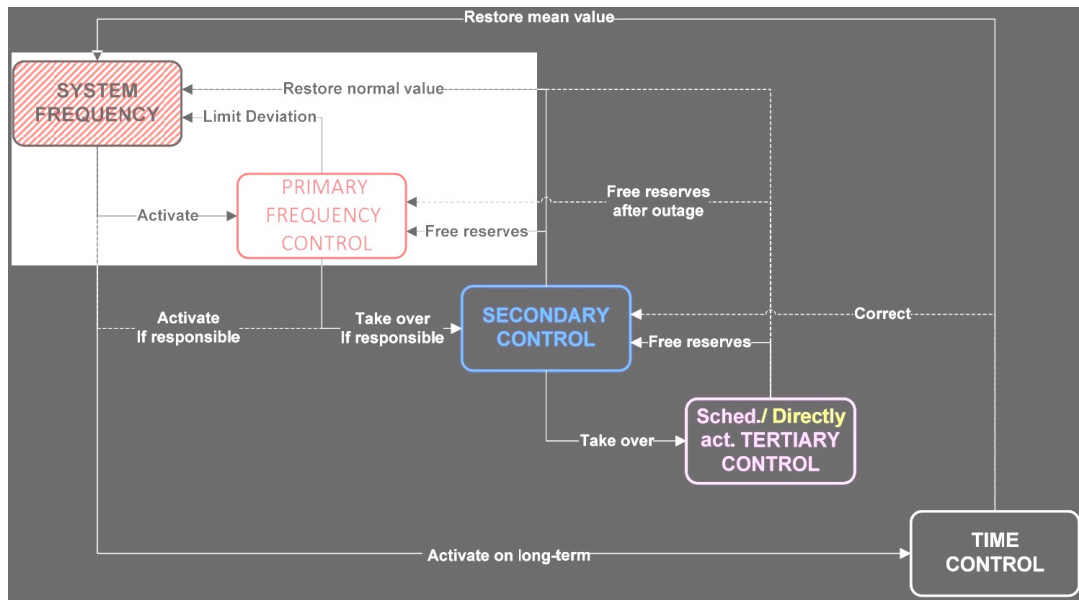 Restore mean value
SYSTEM
FREQUENCY
Restore normal value
Limit Deviation
PRIMARY
FREQUENCY
CONTROL
Free reserves
after outage
Activate
Free reserves
Activate
If responsible
Take over
If responsible
SECONDARY
CONTROL
Correct
Free reserves
Sched./ Directly
act. TERTIARY
CONTROL
Take over
TIME
CONTROL
Activate on long-term